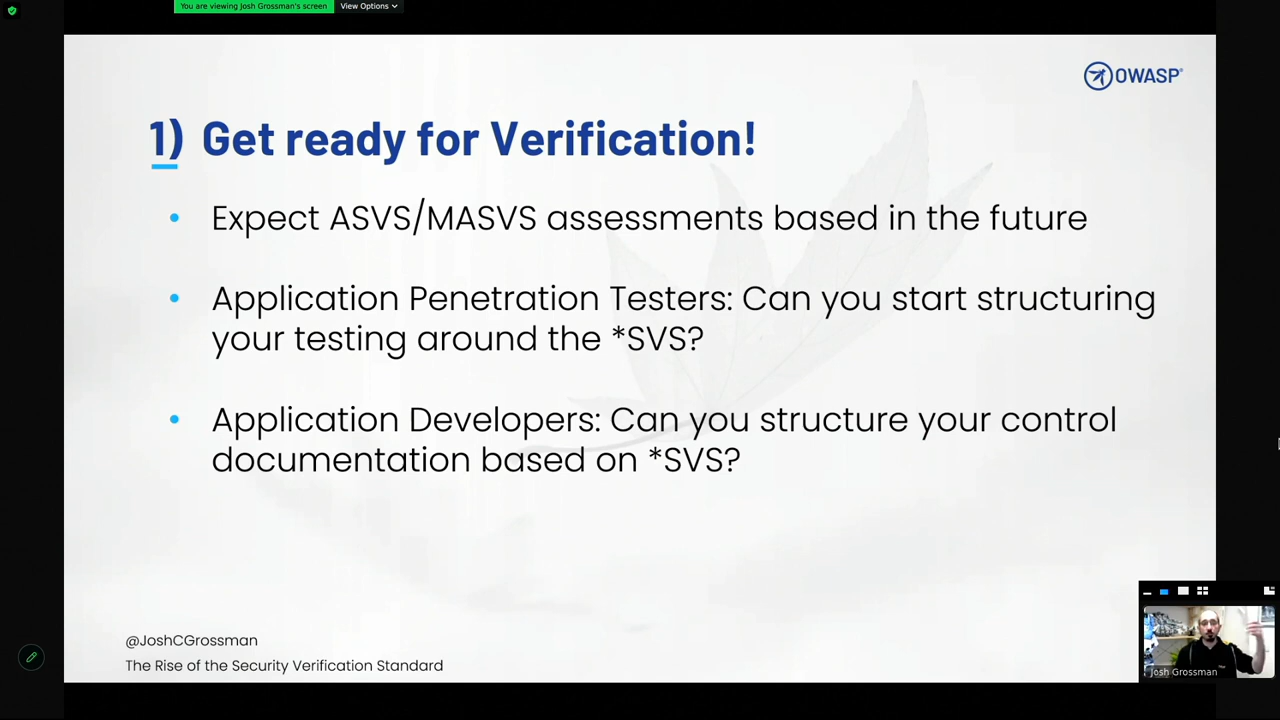 You are viewing Josh Grossman's screen
View Options
OWASP®
1) Get ready for Verification!
• Expect ASVS/MASVS assessments based in the future
• Application Penetration Testers: Can you start structuring
your testing around the *SVS?
• Application Developers: Can you structure your control
documentation based on *SVS?
@JoshCGrossman
The Rise of the Security Verification Standard
Josh Grossman